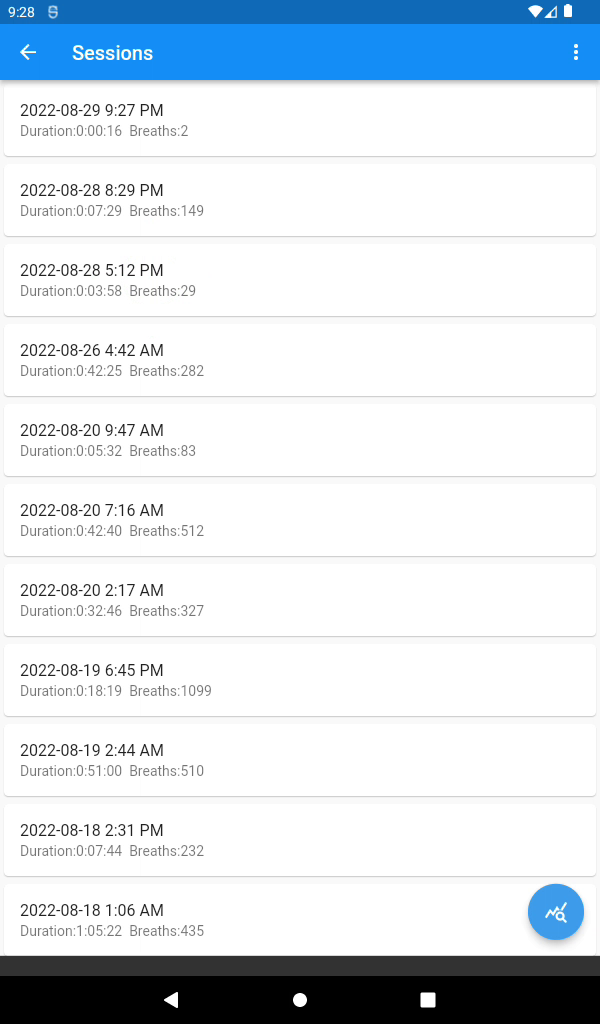 9:28
Sessions
2022-08-29 9:27 PM
Duration:0:00:16 Breaths:2
2022-08-28 8:29 PM
Duration:0:07:29 Breaths:149
2022-08-28 5:12 PM
Duration:0:03:58 Breaths:29
2022-08-26 4:42 AM
Duration:0:42:25 Breaths:282
2022-08-20 9:47 AM
Duration:0:05:32 Breaths:83
2022-08-20 7:16 AM
Duration:0:42:40 Breaths:512
2022-08-20 2:17 AM
Duration:0:32:46 Breaths:327
2022-08-19 6:45 PM
Duration:0:18:19 Breaths:1099
2022-08-19 2:44 AM
Duration:0:51:00 Breaths:510
2022-08-18 2:31 PM
Duration:0:07:44 Breaths:232
2022-08-18 1:06 AM
Duration:1:05:22 Breaths:435